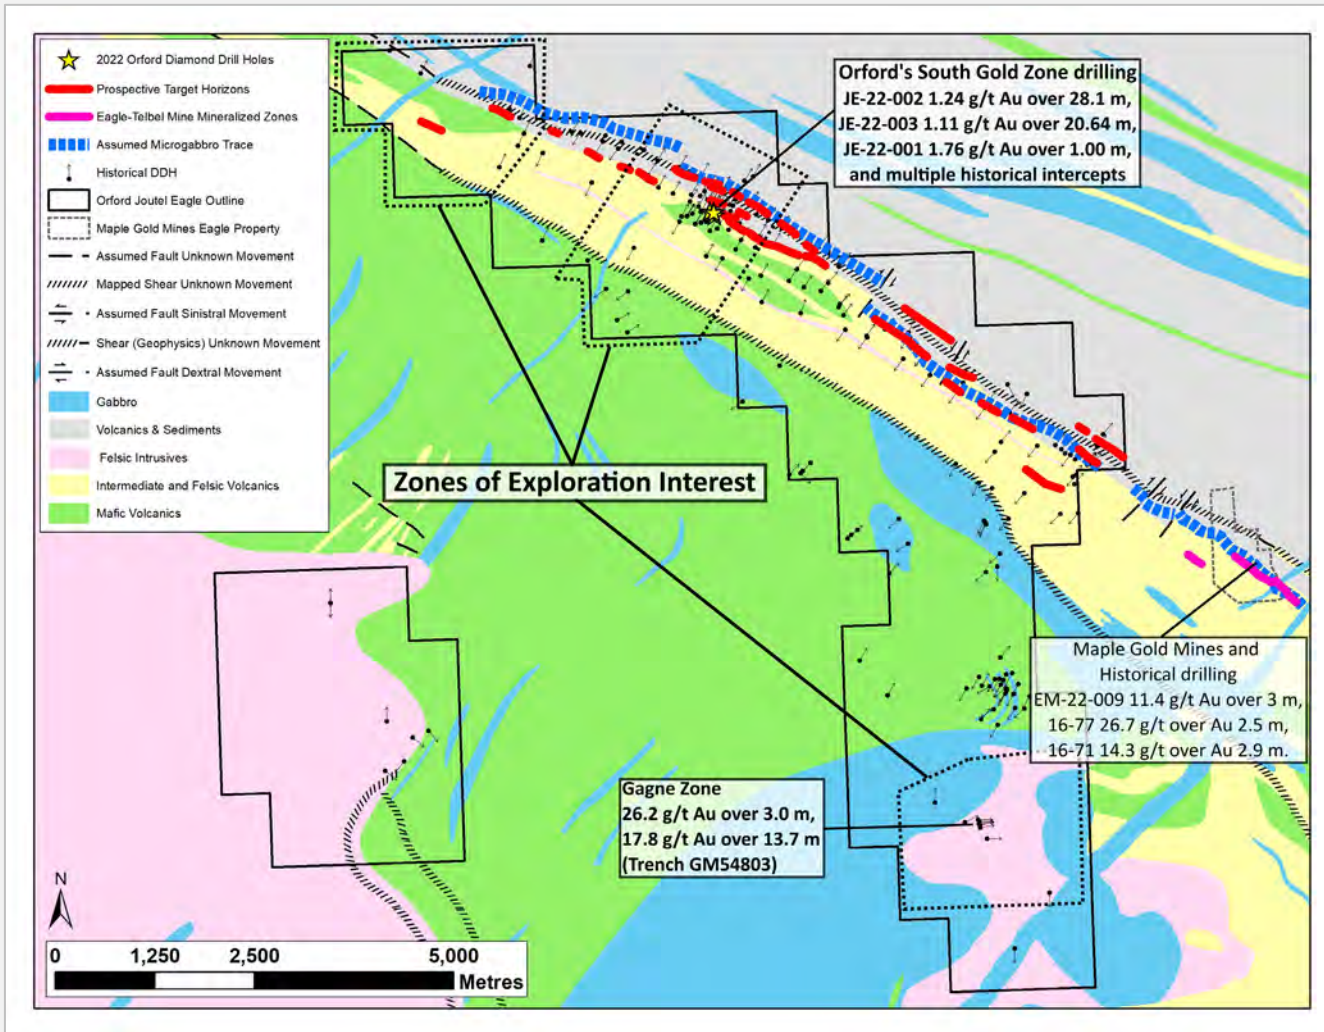 2022 Orford Diamond Drill Holes
Prospective Target Horizons
Eagle-Telbel Mine Mineralized Zones
Assumed Microgabbro Trace
Historical DDH
Orford Joutel Eagle Outline
Maple Gold Mines Eagle Property
Assumed Fault Unknown Movement
Mapped Shear Unknown Movement
Assumed Fault Sinistral Movement
Shear (Geophysics) Unknown Movement
Assumed Fault Dextral Movement
Gabbro
Volcanics & Sediments
Felsic Intrusives
Intermediate and Felsic Volcanics
Mafic Volcanics
Orford's South Gold Zone drilling
JE-22-002 1.24 g/t Au over 28.1 m,
JE-22-003 1.11 g/t Au over 20.64 m,
JE-22-001 1.76 g/t Au over 1.00 m,
and multiple historical intercepts
Zones of Exploration Interest
Maple Gold Mines and
Historical drilling
EM-22-009 11.4 g/t Au over 3 m,
16-77 26.7 g/t over Au 2.5 m,
16-71 14.3 g/t over Au 2.9 m.
Gagne Zone
26.2 g/t Au over 3.0 m,
17.8 g/t Au over 13.7 m
(Trench GM54803)
N
0 1,250 2,500 5,000
Metres